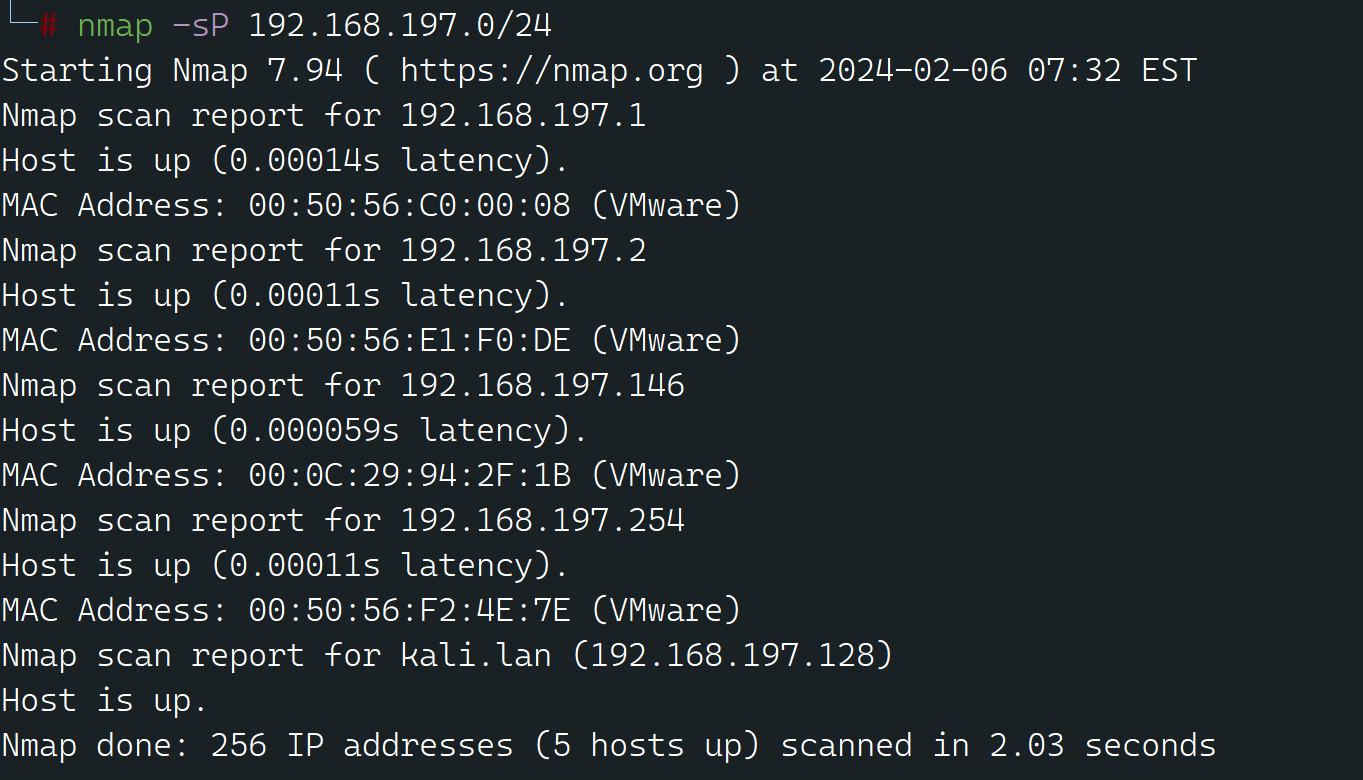 # nmap -sP 192.168.197.0/24
Starting Nmap 7.94 ( https://nmap.org ) at 2024-02-06 07:32 EST
Nmap scan report for 192.168.197.1
Host is up (0.00014s latency).
MAC Address: 00:50:56:C0:00:08 (VMware)
Nmap scan report for 192.168.197.2
Host is up (0.00011s latency).
MAC Address: 00:50:56:E1:F0:DE (VMware)
Nmap scan report for 192.168.197.146
Host is up (0.000059s latency).
MAC Address: 00:0C:29:94:2F:1B (VMware)
Nmap scan report for 192.168.197.254
Host is up (0.00011s latency).
MAC Address: 00:50:56:F2:4E:7E (VMware)
Nmap scan report for kali.lan (192.168.197.128)
Host is up.
Nmap done: 256 IP addresses (5 hosts up) scanned in 2.03 seconds